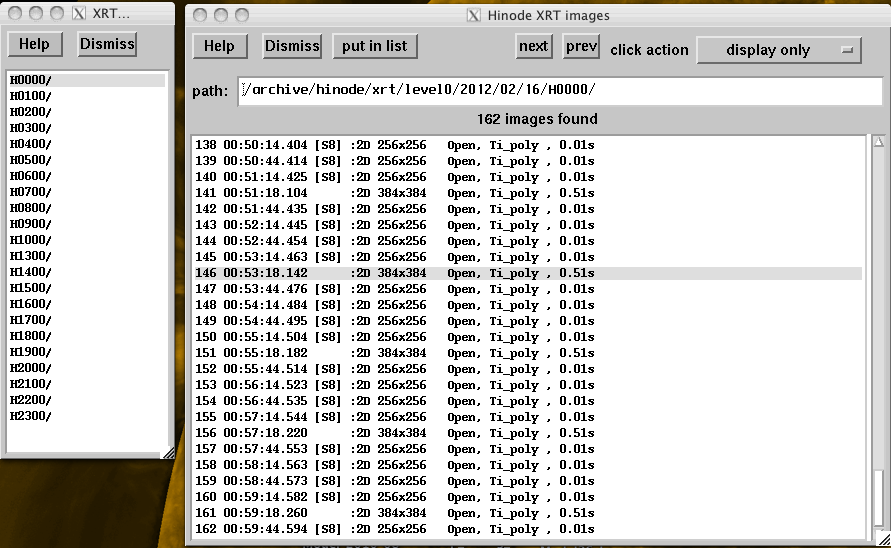 XRT...
Help Dismiss
H0000/
H0100/
H0200/
H0300/
H0400/
H0500/
H0600/
H0700/
H0800/
H0900/
H1000/
H1300/
H1400/
H1500/
H1600/
H1700/
H1800/
H1900/
H2000/
H2100/
H2200/
H2300/
Hinode XRT images
Help Dismiss put in list next prev click action display only
path: /archive/hinode/xrt/level0/2012/02/16/H0000/
162 images found
138 00:50:14.404 [S8] :2D 256x256 Open, Ti_poly , 0.01s
139 00:50:44.414 [S8] :2D 256x256 Open, Ti_poly , 0.01s
140 00:51:14.425 [S8] :2D 256x256 Open, Ti_poly , 0.01s
141 00:51:18.104 :2D 384x384 Open, Ti_poly , 0.51s
142 00:51:44.435 [S8] :2D 256x256 Open, Ti_poly , 0.01s
143 00:52:14.445 [S8] :2D 256x256 Open, Ti_poly , 0.01s
144 00:52:44.454 [S8] :2D 256x256 Open, Ti_poly , 0.01s
145 00:53:14.463 [S8] :2D 256x256 Open, Ti_poly , 0.01s
146 00:53:18.142 :2D 384x384 Open, Ti_poly , 0.51s
147 00:53:44.476 [S8] :2D 256x256 Open, Ti_poly , 0.01s
148 00:54:14.484 [S8] :2D 256x256 Open, Ti_poly , 0.01s
149 00:54:44.495 [S8] :2D 256x256 Open, Ti_poly , 0.01s
150 00:55:14.504 [S8] :2D 256x256 Open, Ti_poly , 0.01s
151 00:55:18.182 :2D 384x384 Open, Ti_poly , 0.51s
152 00:55:44.514 [S8] :2D 256x256 Open, Ti_poly , 0.01s
153 00:56:14.523 [S8] :2D 256x256 Open, Ti_poly , 0.01s
154 00:56:44.535 [S8] :2D 256x256 Open, Ti_poly , 0.01s
155 00:57:14.544 [S8] :2D 256x256 Open, Ti_poly , 0.01s
156 00:57:18.220 :2D 384x384 Open, Ti_poly , 0.51s
157 00:57:44.553 [S8] :2D 256x256 Open, Ti_poly , 0.01s
158 00:58:14.563 [S8] :2D 256x256 Open, Ti_poly , 0.01s
159 00:58:44.573 [S8] :2D 256x256 Open, Ti_poly , 0.01s
160 00:59:14.582 [S8] :2D 256x256 Open, Ti_poly , 0.01s
161 00:59:18.260 :2D 384x384 Open, Ti_poly , 0.51s
162 00:59:44.594 [S8] :2D 256x256 Open, Ti_poly , 0.01s